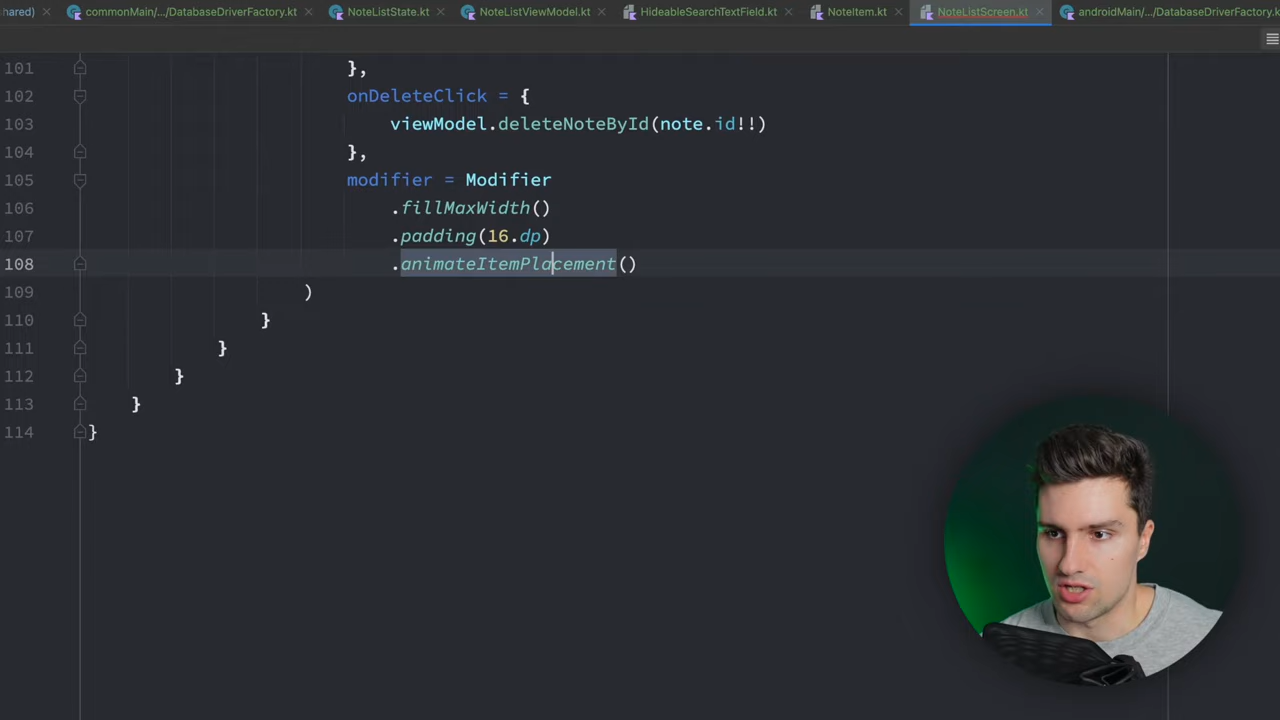 shared)
commonMain/.../DatabaseDriverFactory.kt
NoteListState.kt
NoteListViewModel.kt
HideableSearchTextField.kt
NoteItem.kt
NoteListScreen.kt
androidMain/.../DatabaseDriverFactory.kt
101 },
102 onDeleteClick = {
103 viewModel.deleteNoteById(note.id!!)
104 },
105 modifier = Modifier
106 .fillMaxWidth()
107 .padding(16.dp)
108 .animateItemPlacement()
109 )
110 }
111 }
112 }
113 }
114 }